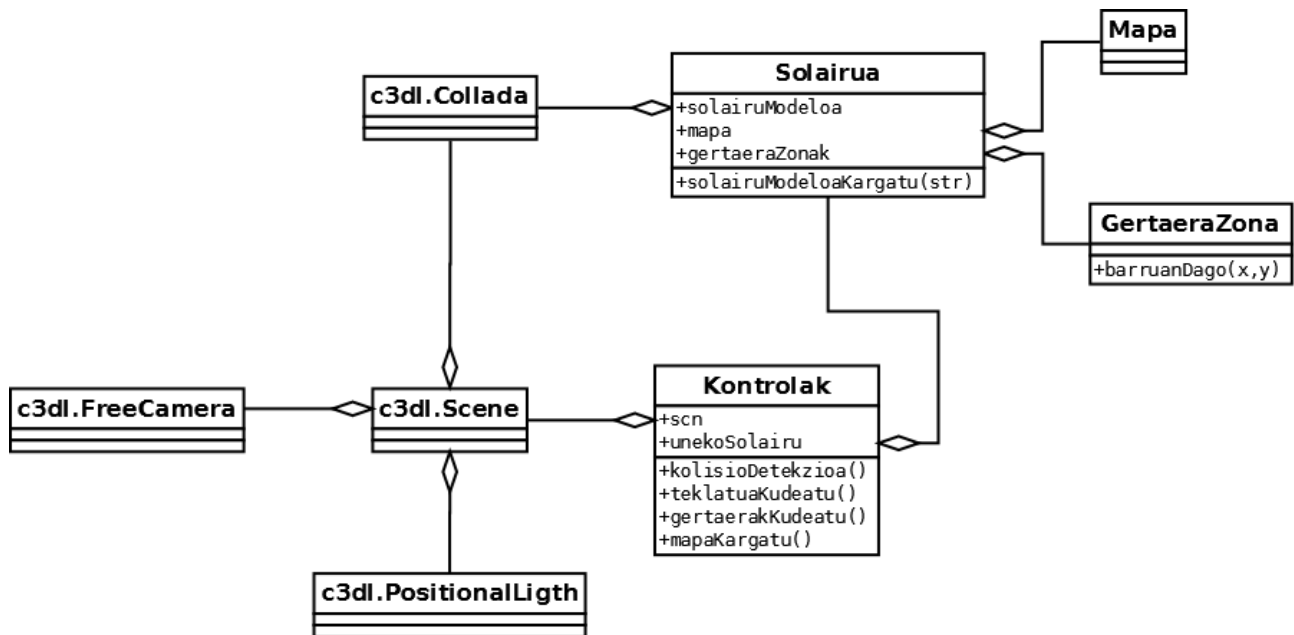 Mapa
Solairua
+solairuModeloa
+mapa
+gertaeraZonak
+solairuModeloaKargatu(str)
c3dl.Collada
GertaeraZona
+barruanDago(x,y)
c3dl.FreeCamera
c3dl.Scene
Kontrolak
+scn
+unekoSolairu
+kolisioDetekzioa()
+teklatuaKudeatu()
+gertaerakKudeatu()
+mapaKargatu()
c3dl.PositionalLigth